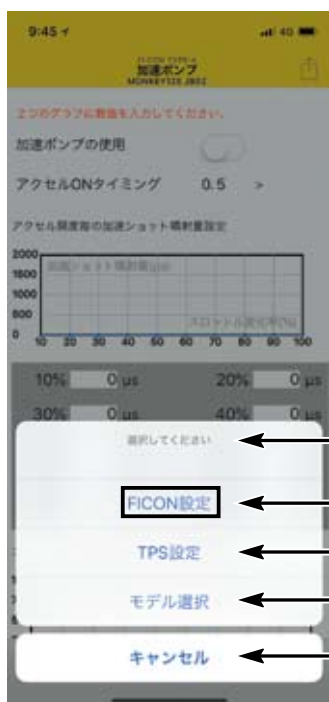 9:45
4G
FI CON TYPE-e
加速ポンプ
MONKEY125 JB02
2つのグラフに数値を入力してください。
加速ポンプの使用
アクセルONタイミング 0.5 >
アクセル開度毎の加速ショット噴射量設定
2000
加速ショット噴射量(μs)
1500
1000
500
スロットル変化率(%)
0
10 20 30 40 50 60 70 80 90 100
10% 0 μs 20% 0 μs
30% 0 μs 40% 0 μs
選択してください
FICON設定
TPS設定
モデル選択
キャンセル